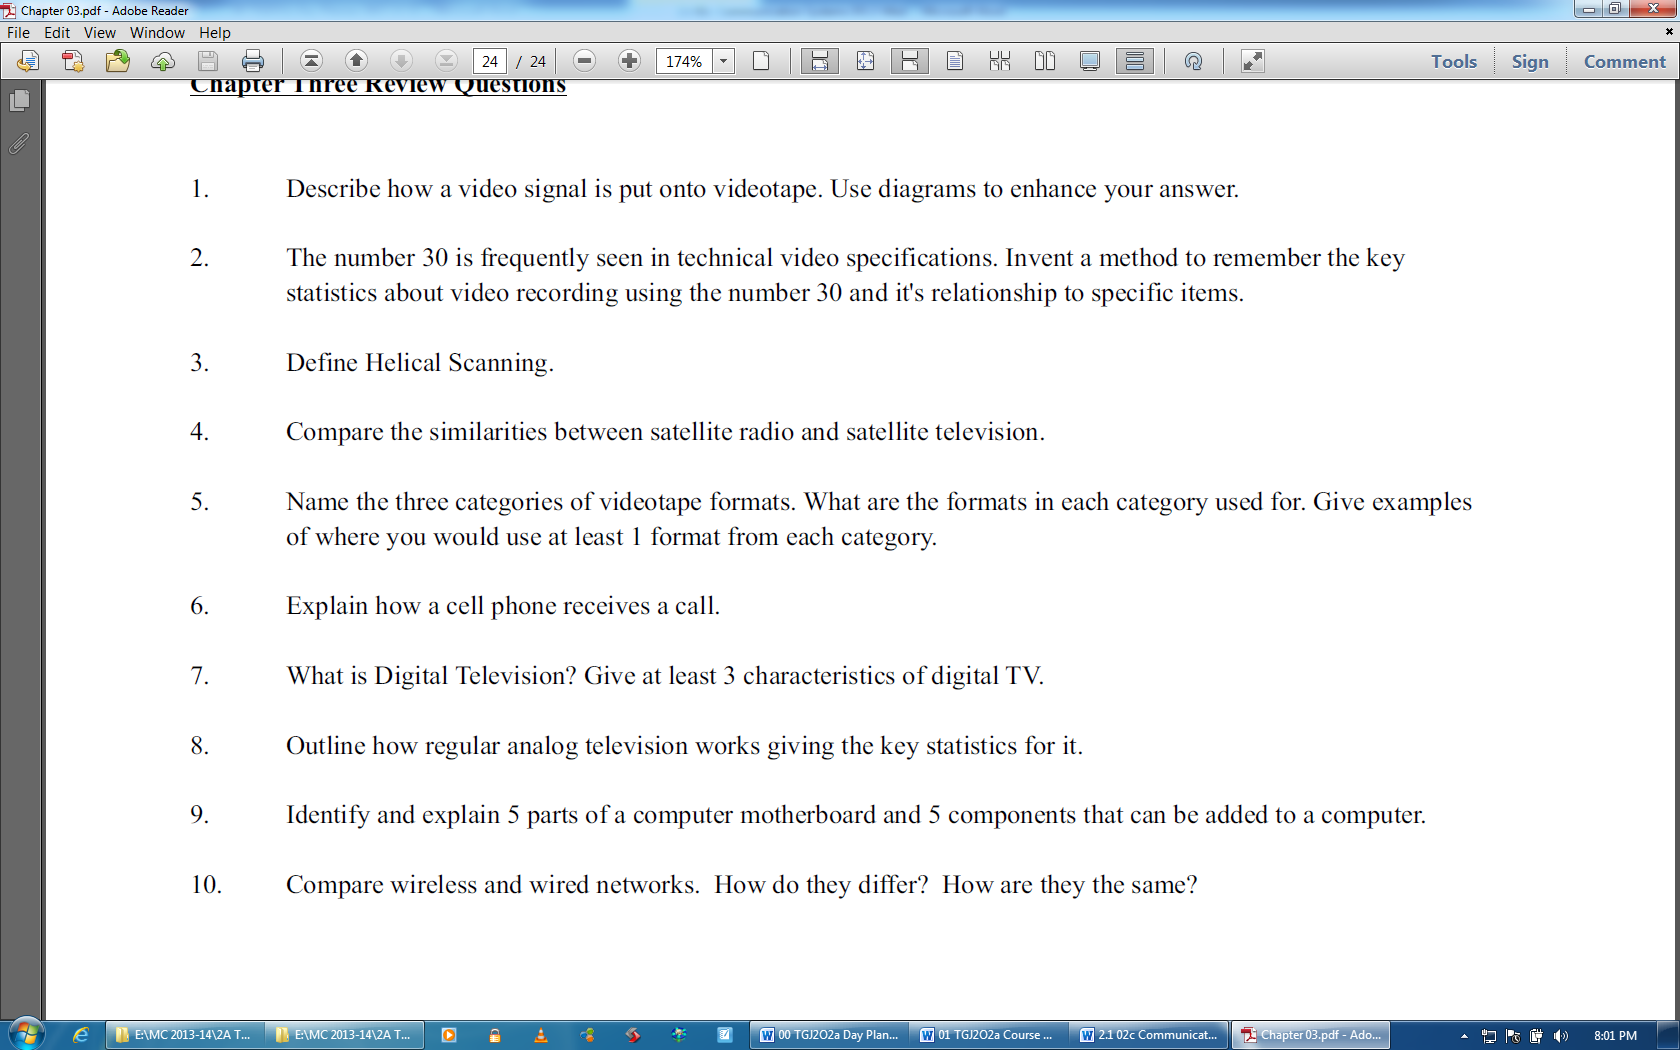 Chapter 03.pdf - Adobe Reader
File Edit View Window Help
24 / 24 174% Tools Sign Comment
Chapter Three Review Questions
1. Describe how a video signal is put onto videotape. Use diagrams to enhance your answer.
2. The number 30 is frequently seen in technical video specifications. Invent a method to remember the key
statistics about video recording using the number 30 and it's relationship to specific items.
3. Define Helical Scanning.
4. Compare the similarities between satellite radio and satellite television.
5. Name the three categories of videotape formats. What are the formats in each category used for. Give examples
of where you would use at least 1 format from each category.
6. Explain how a cell phone receives a call.
7. What is Digital Television? Give at least 3 characteristics of digital TV.
8. Outline how regular analog television works giving the key statistics for it.
9. Identify and explain 5 parts of a computer motherboard and 5 components that can be added to a computer.
10. Compare wireless and wired networks. How do they differ? How are they the same?
E:\MC 2013-14\2A T... E:\MC 2013-14\2A T... 00 TGJ2O2a Day Plan... 01 TGJ2O2a Course ... 2.1 02c Communicat... Chapter 03.pdf - Ado... 8:01 PM